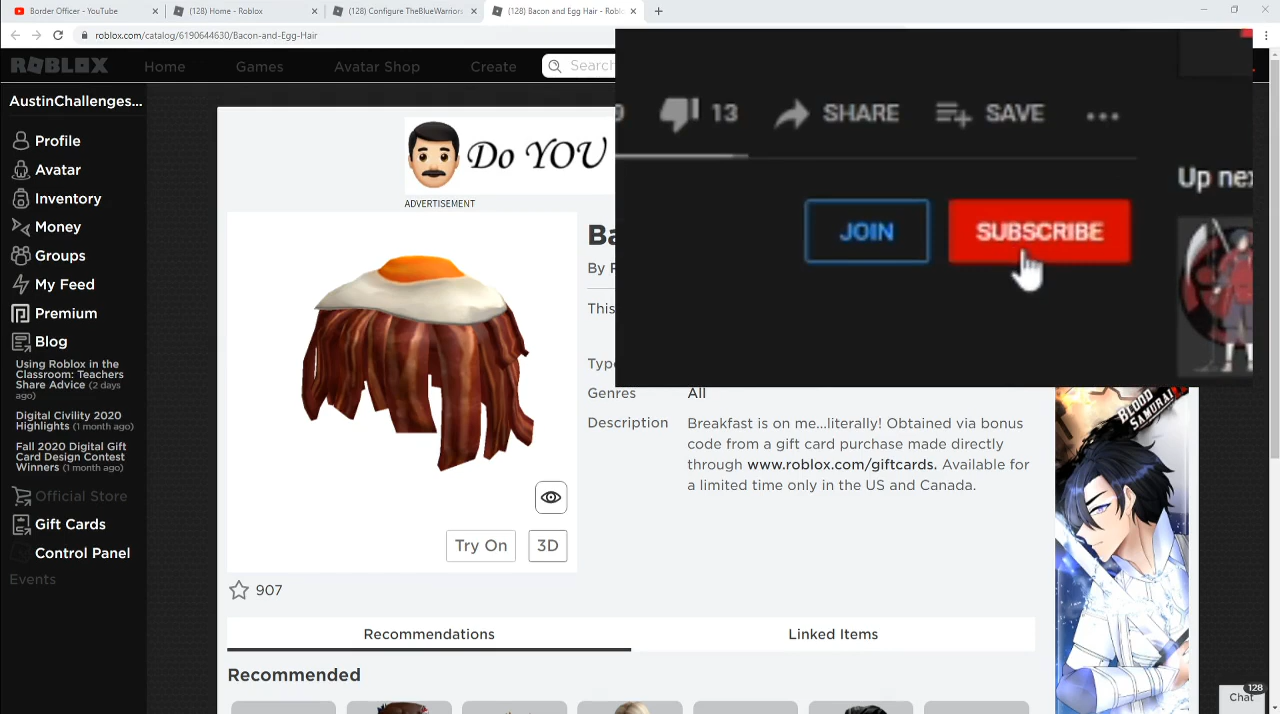 Border Officer - YouTube
(128) Home - Roblox
(128) Configure TheBlueWarriors
(128) Bacon and Egg Hair - Roblo
roblox.com/catalog/6190644630/Bacon-and-Egg-Hair
ROBLOX
Home
Games
Avatar Shop
Create
Search
AustinChallenges...
Profile
Avatar
Inventory
Money
Groups
My Feed
Premium
Blog
Using Roblox in the
Classroom: Teachers
Share Advice (2 days
ago)
Digital Civility 2020
Highlights (1 month ago)
Fall 2020 Digital Gift
Card Design Contest
Winners (1 month ago)
Official Store
Gift Cards
Control Panel
Events
Do YOU
ADVERTISEMENT
Ba
By
This
Type
Genres
All
Description
Breakfast is on me...literally! Obtained via bonus
code from a gift card purchase made directly
through www.roblox.com/giftcards. Available for
a limited time only in the US and Canada.
Try On
3D
907
Recommendations
Linked Items
Recommended
13
SHARE
SAVE
JOIN
SUBSCRIBE
Up nex
BLOOD
SAMURAI
Chat
128